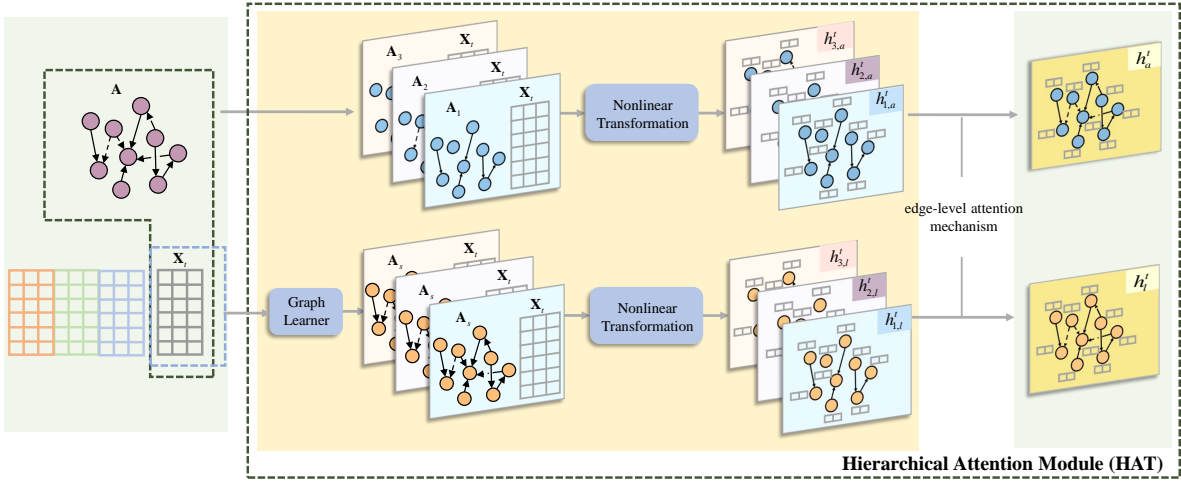 A
X_t
A_3
X_t
A_2
X_t
A_1
X_t
Nonlinear
Transformation
h^t_{3,a}
h^t_{2,a}
h^t_{1,a}
h^t_a
edge-level attention
mechanism
Graph
Learner
A_s
X_t
A_s
X_t
A_s
X_t
Nonlinear
Transformation
h^t_{3,l}
h^t_{2,l}
h^t_{1,l}
h^t_l
Hierarchical Attention Module (HAT)